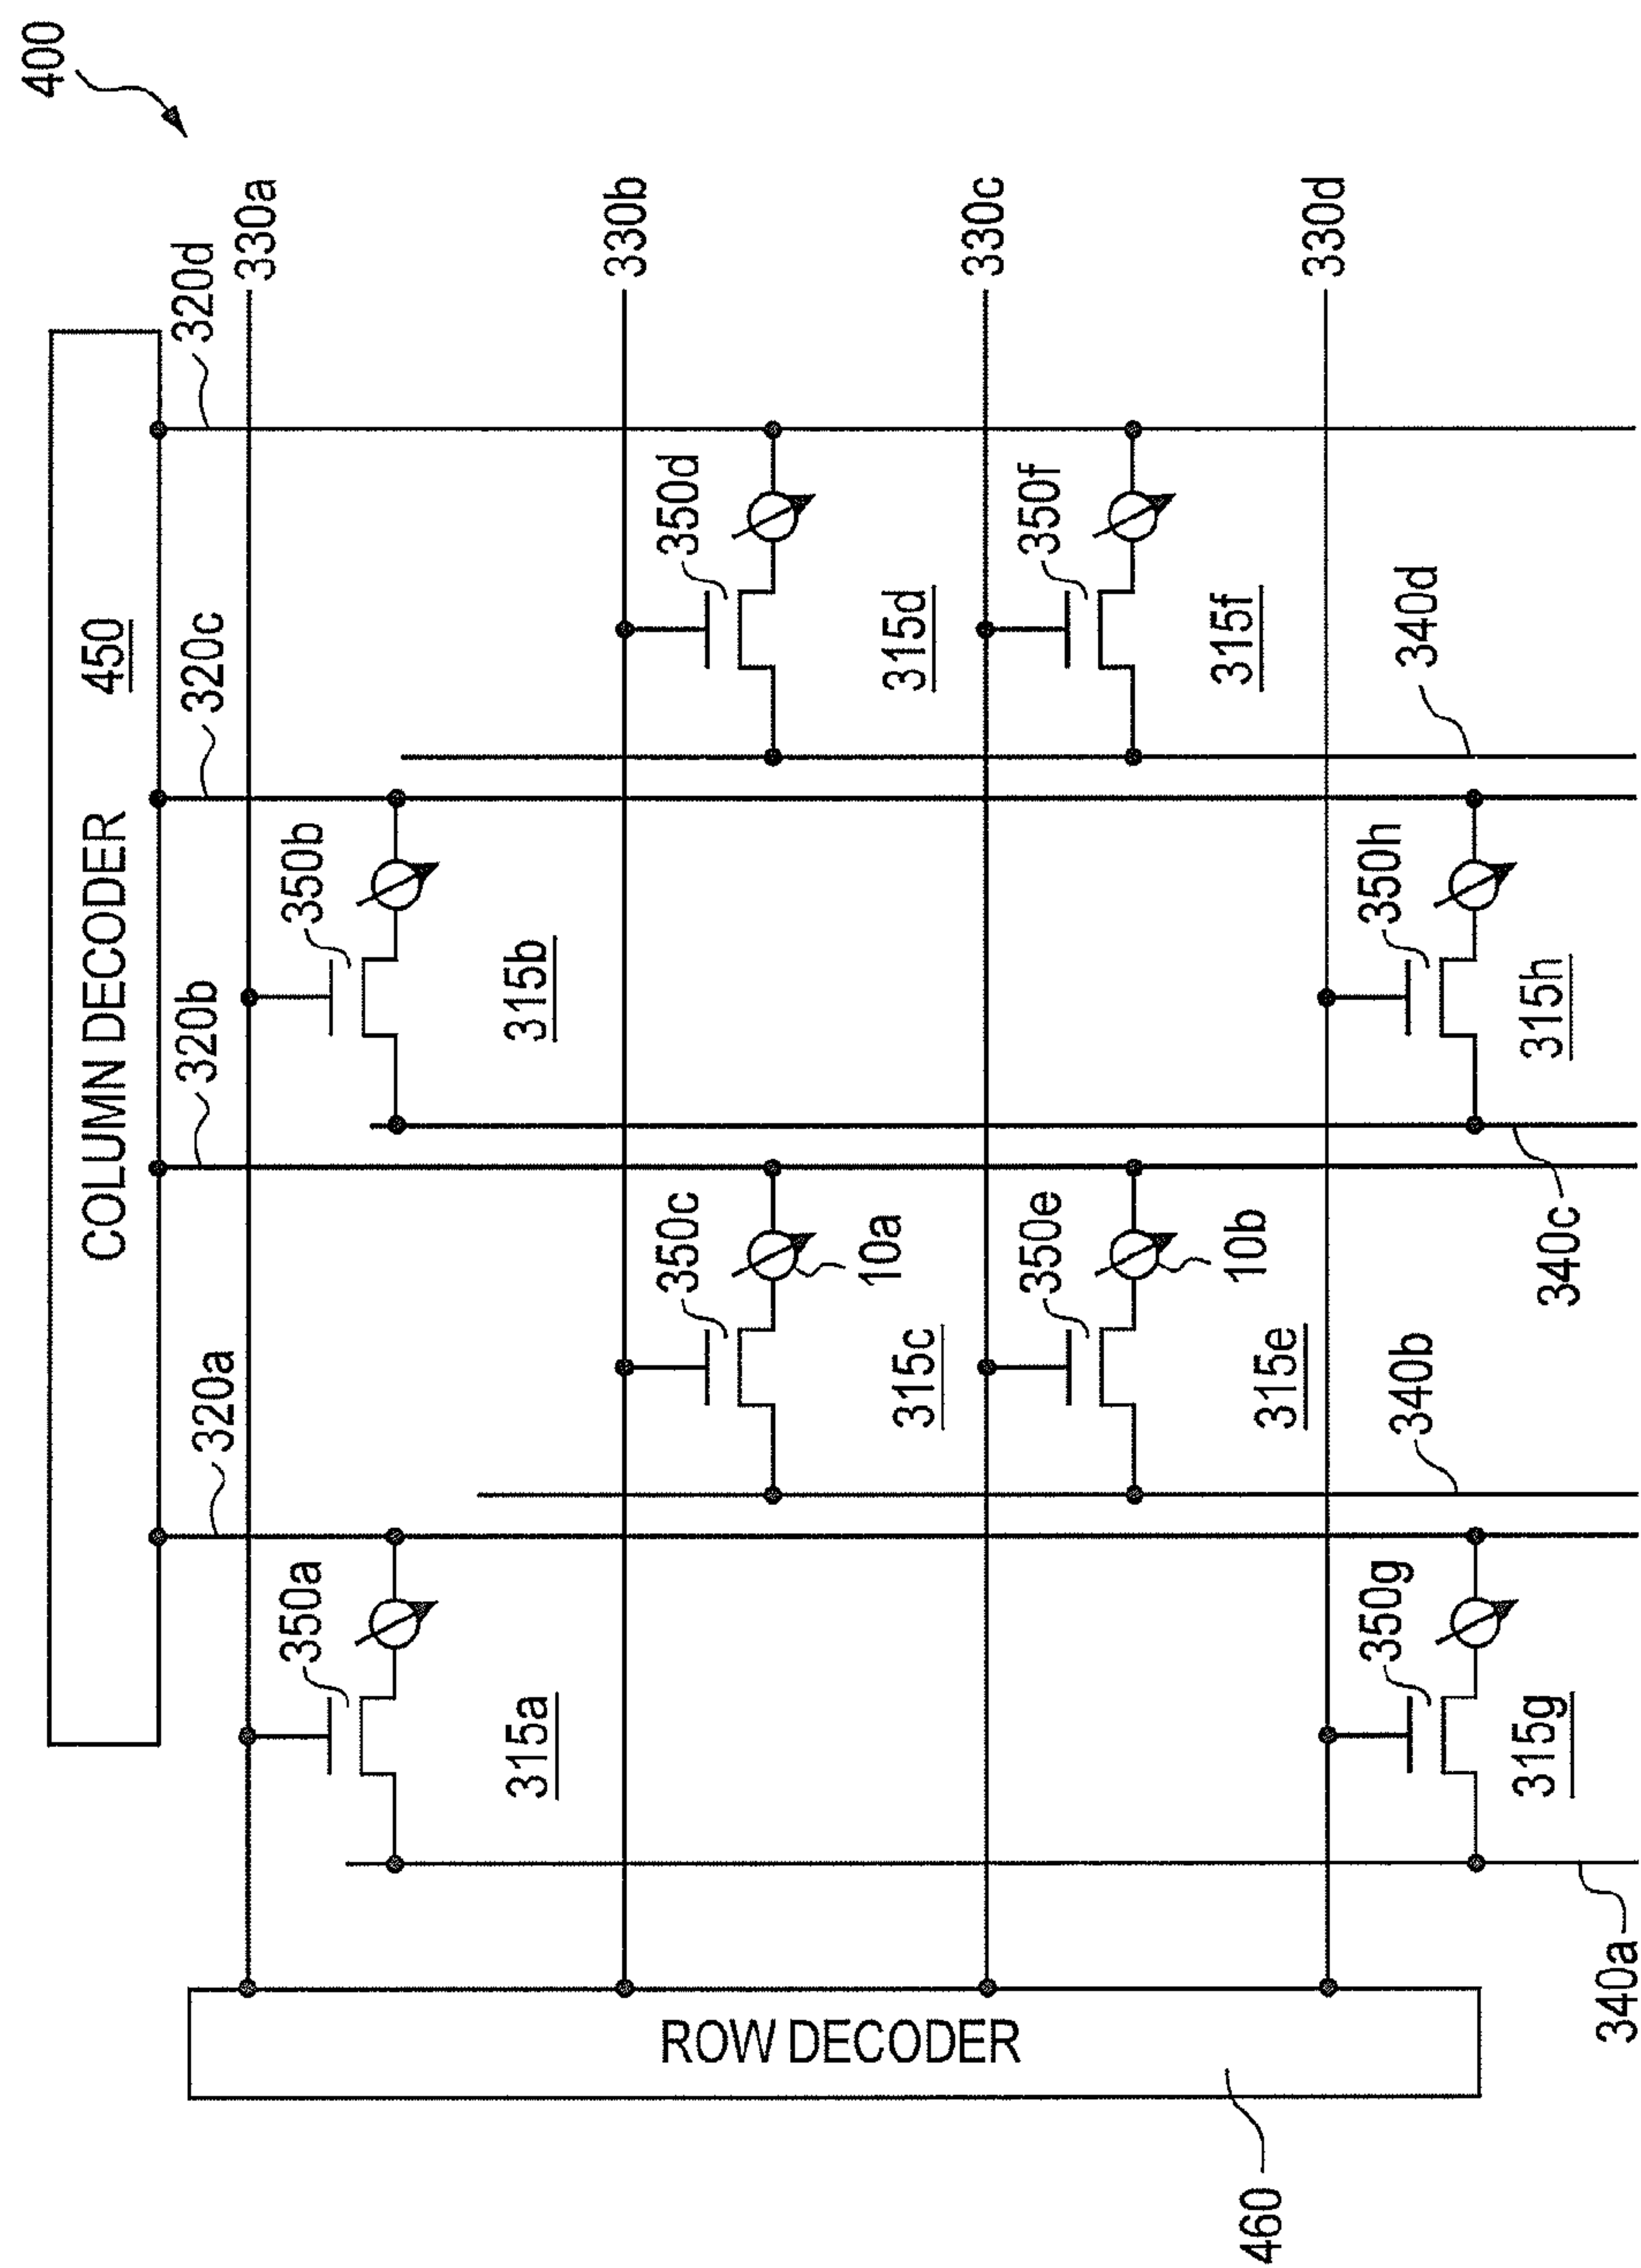 400
COLUMN DECODER 450
320a
320b
320c
320d
330a
330b
330c
330d
350a
315a
350b
315b
350c
10a
315c
350d
315d
350e
10b
315e
350f
315f
350g
315g
350h
315h
340a
340b
340c
340d
ROW DECODER
460